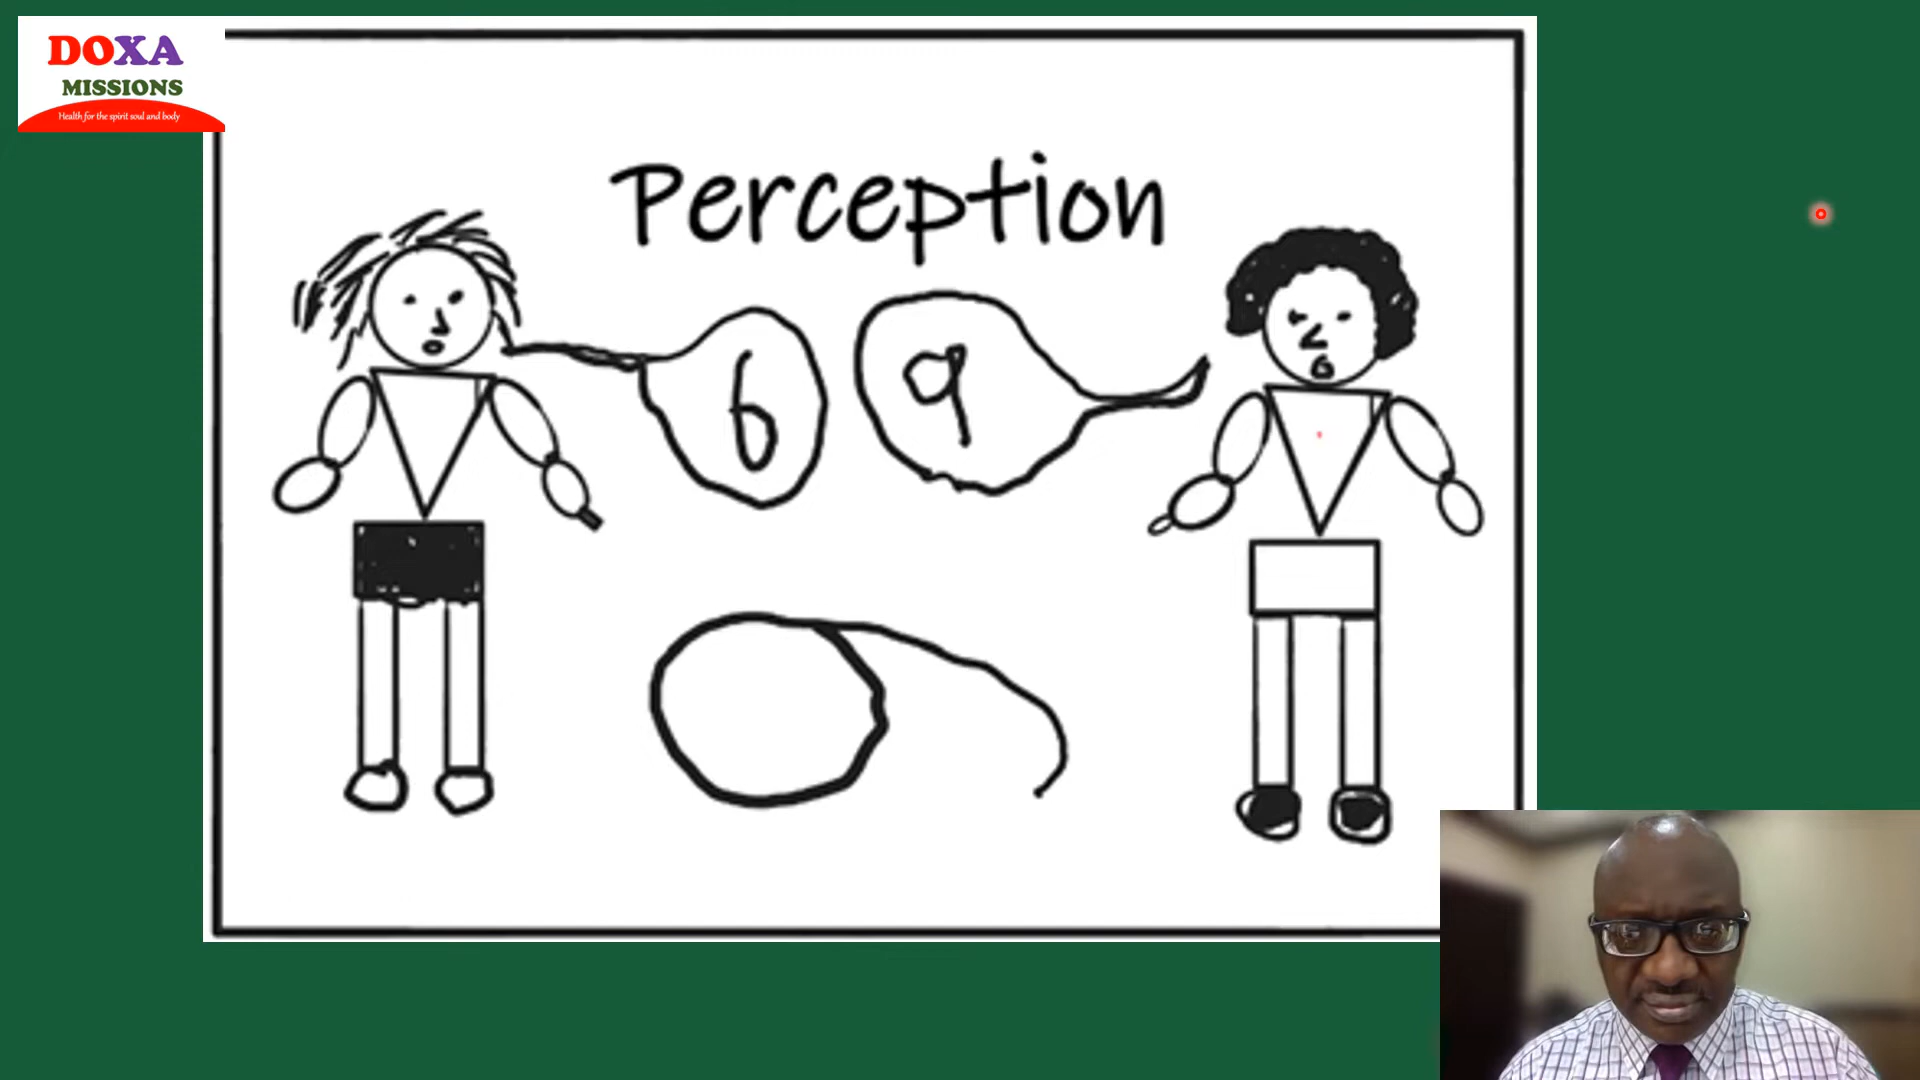 DOXA
MISSIONS
Health for the spirit soul and body
Perception
6
9